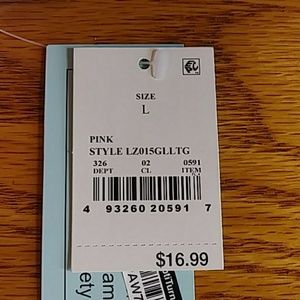 SIZE
L
PINK
STYLE LZ015GLLTG
326 02 0591
DEPT CL ITEM
4 93260 20591 7
$16.99